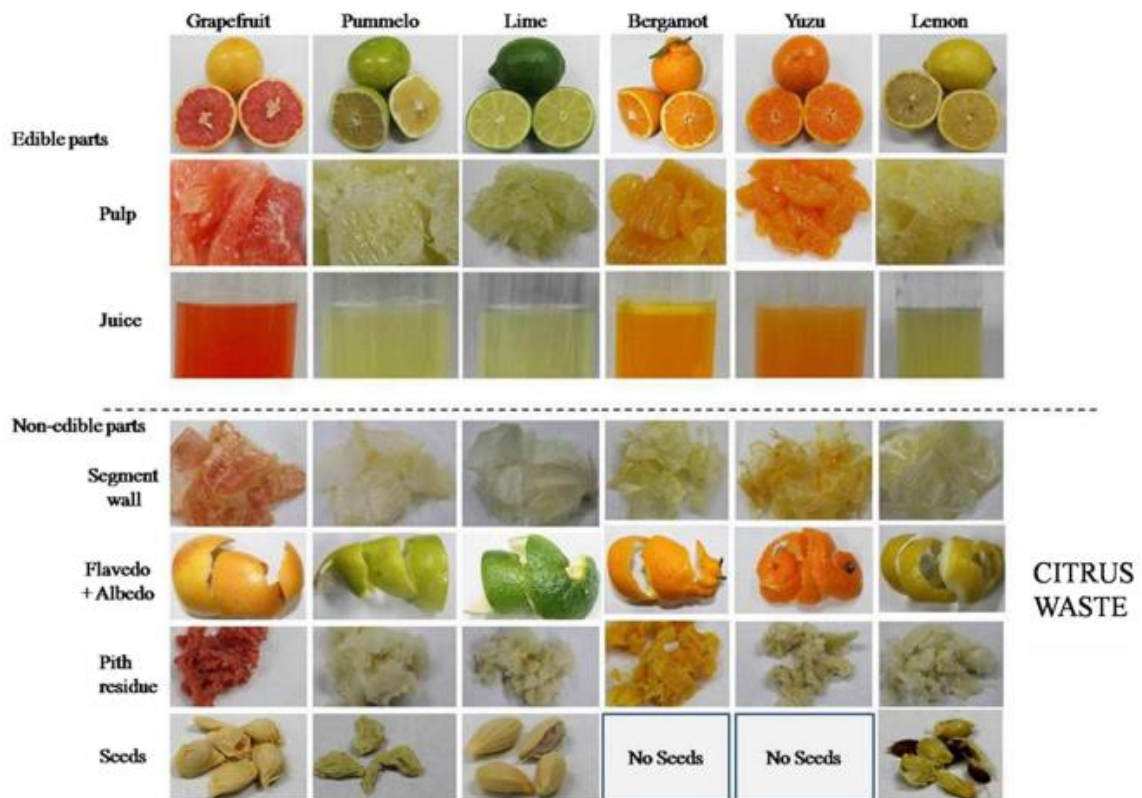 Grapefruit Pummelo Lime Bergamot Yuzu Lemon
Edible parts
Pulp
Juice
Non-edible parts
Segment
wall
Flavedo
+ Albedo
CITRUS
WASTE
Pith
residue
Seeds
No Seeds
No Seeds